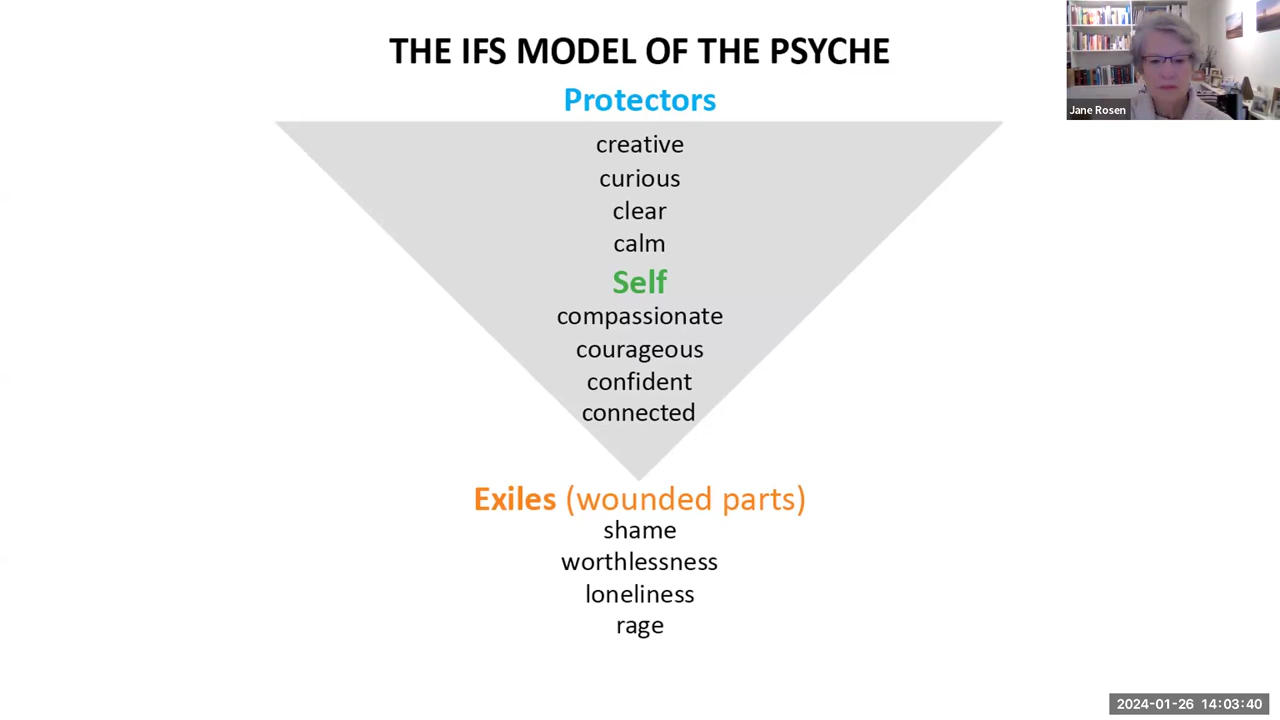 THE IFS MODEL OF THE PSYCHE
Protectors
creative
curious
clear
calm
Self
compassionate
courageous
confident
connected
Exiles (wounded parts)
shame
worthlessness
loneliness
rage
Jane Rosen
2024-01-26 14:03:40